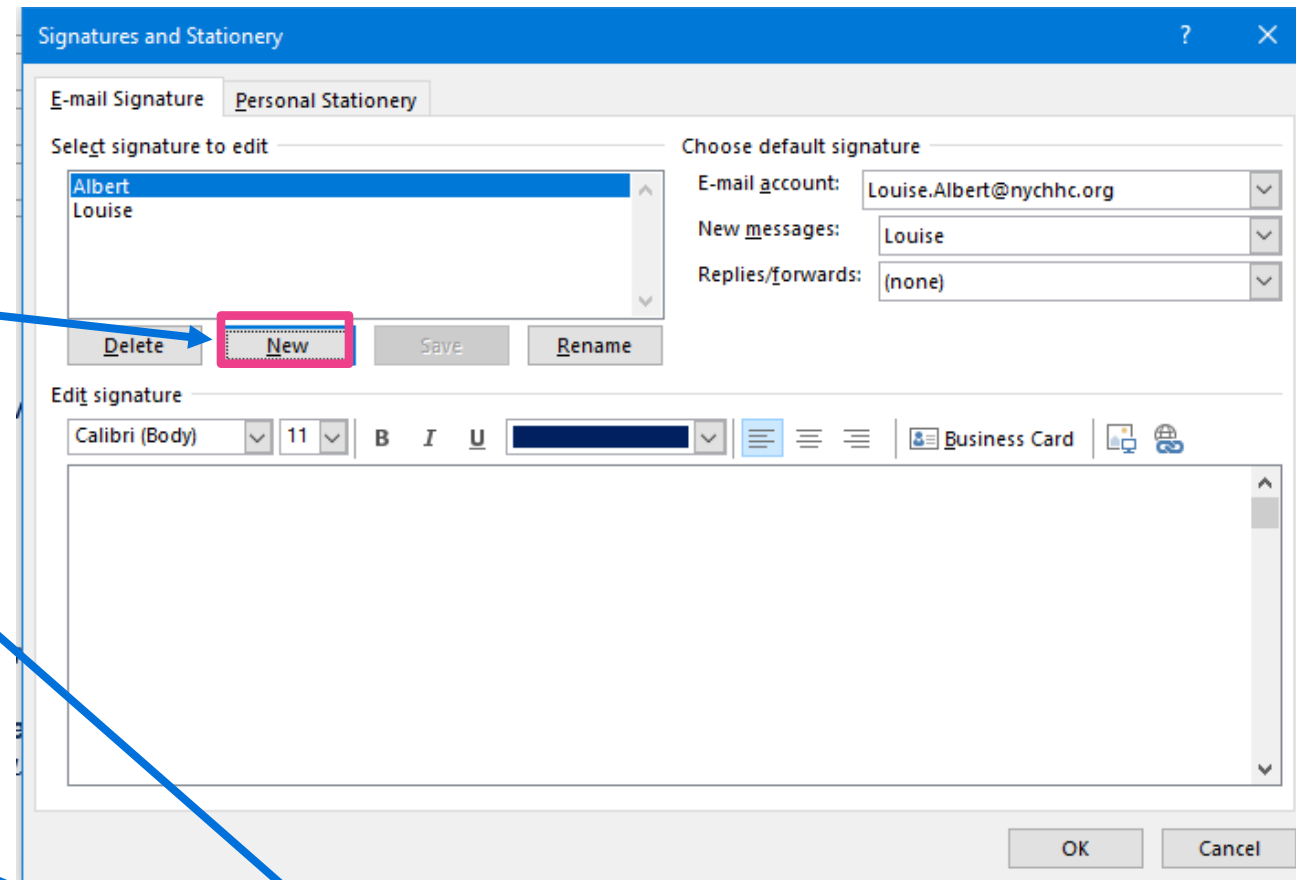 Signatures and Stationery
E-mail Signature Personal Stationery
Select signature to edit
Choose default signature
Albert
Louise
E-mail account: Louise.Albert@nychhc.org
New messages: Louise
Replies/forwards: (none)
Delete New Save Rename
Edit signature
Calibri (Body) 11 B I U Business Card
OK Cancel